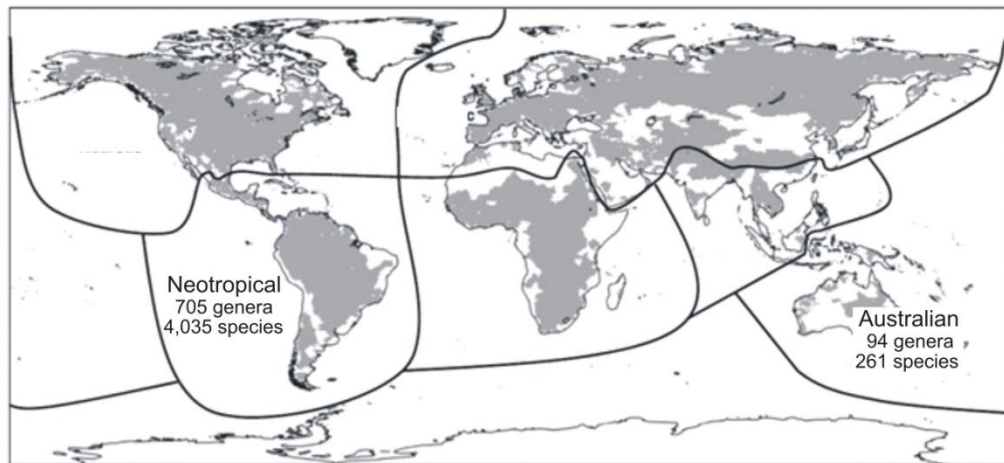 Neotropical
705 genera
4,035 species
Australian
94 genera
261 species